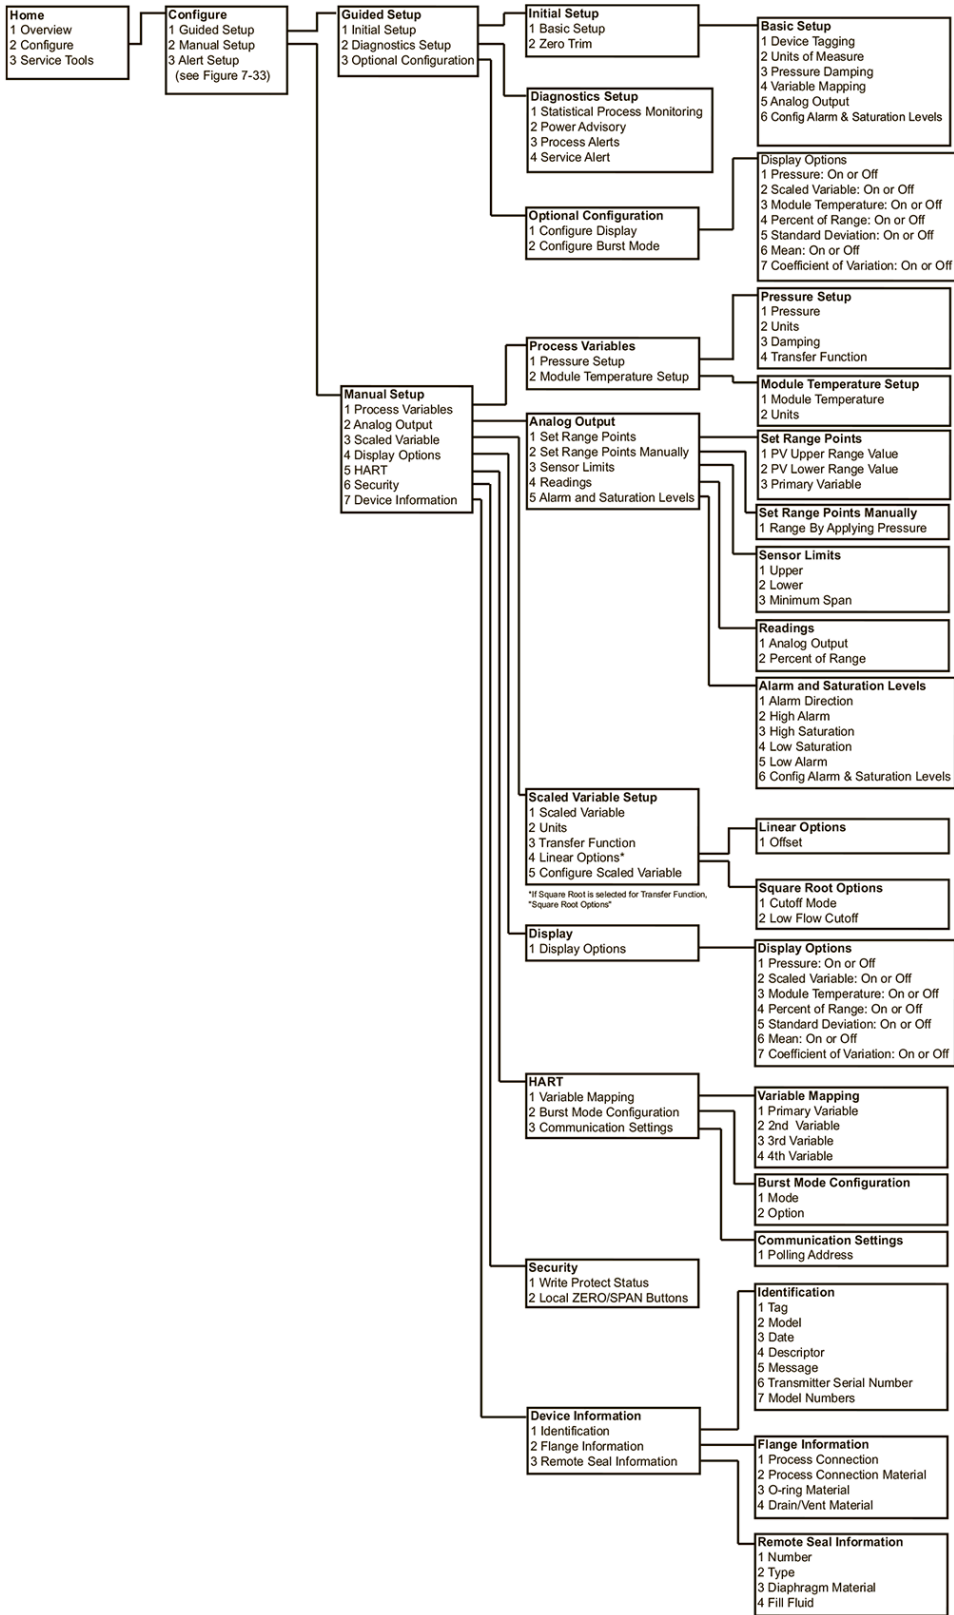 Home
1 Overview
2 Configure
3 Service Tools
Configure
1 Guided Setup
2 Manual Setup
3 Alert Setup
(see Figure 7-33)
Guided Setup
1 Initial Setup
2 Diagnostics Setup
3 Optional Configuration
Initial Setup
1 Basic Setup
2 Zero Trim
Basic Setup
1 Device Tagging
2 Units of Measure
3 Pressure Damping
4 Variable Mapping
5 Analog Output
6 Config Alarm & Saturation Levels
Diagnostics Setup
1 Statistical Process Monitoring
2 Power Advisory
3 Process Alerts
4 Service Alert
Optional Configuration
1 Configure Display
2 Configure Burst Mode
Display Options
1 Pressure: On or Off
2 Scaled Variable: On or Off
3 Module Temperature: On or Off
4 Percent of Range: On or Off
5 Standard Deviation: On or Off
6 Mean: On or Off
7 Coefficient of Variation: On or Off
Manual Setup
1 Process Variables
2 Analog Output
3 Scaled Variable
4 Display Options
5 HART
6 Security
7 Device Information
Process Variables
1 Pressure Setup
2 Module Temperature Setup
Pressure Setup
1 Pressure
2 Units
3 Damping
4 Transfer Function
Module Temperature Setup
1 Module Temperature
2 Units
Analog Output
1 Set Range Points
2 Set Range Points Manually
3 Sensor Limits
4 Readings
5 Alarm and Saturation Levels
Set Range Points
1 PV Upper Range Value
2 PV Lower Range Value
3 Primary Variable
Set Range Points Manually
1 Range By Applying Pressure
Sensor Limits
1 Upper
2 Lower
3 Minimum Span
Readings
1 Analog Output
2 Percent of Range
Alarm and Saturation Levels
1 Alarm Direction
2 High Alarm
3 High Saturation
4 Low Saturation
5 Low Alarm
6 Config Alarm & Saturation Levels
Scaled Variable Setup
1 Scaled Variable
2 Units
3 Transfer Function
4 Linear Options*
5 Configure Scaled Variable
*If Square Root is selected for Transfer Function,
"Square Root Options"
Linear Options
1 Offset
Square Root Options
1 Cutoff Mode
2 Low Flow Cutoff
Display
1 Display Options
Display Options
1 Pressure: On or Off
2 Scaled Variable: On or Off
3 Module Temperature: On or Off
4 Percent of Range: On or Off
5 Standard Deviation: On or Off
6 Mean: On or Off
7 Coefficient of Variation: On or Off
HART
1 Variable Mapping
2 Burst Mode Configuration
3 Communication Settings
Variable Mapping
1 Primary Variable
2 2nd Variable
3 3rd Variable
4 4th Variable
Burst Mode Configuration
1 Mode
2 Option
Communication Settings
1 Polling Address
Security
1 Write Protect Status
2 Local ZERO/SPAN Buttons
Device Information
1 Identification
2 Flange Information
3 Remote Seal Information
Identification
1 Tag
2 Model
3 Date
4 Descriptor
5 Message
6 Transmitter Serial Number
7 Model Numbers
Flange Information
1 Process Connection
2 Process Connection Material
3 O-ring Material
4 Drain/Vent Material
Remote Seal Information
1 Number
2 Type
3 Diaphragm Material
4 Fill Fluid